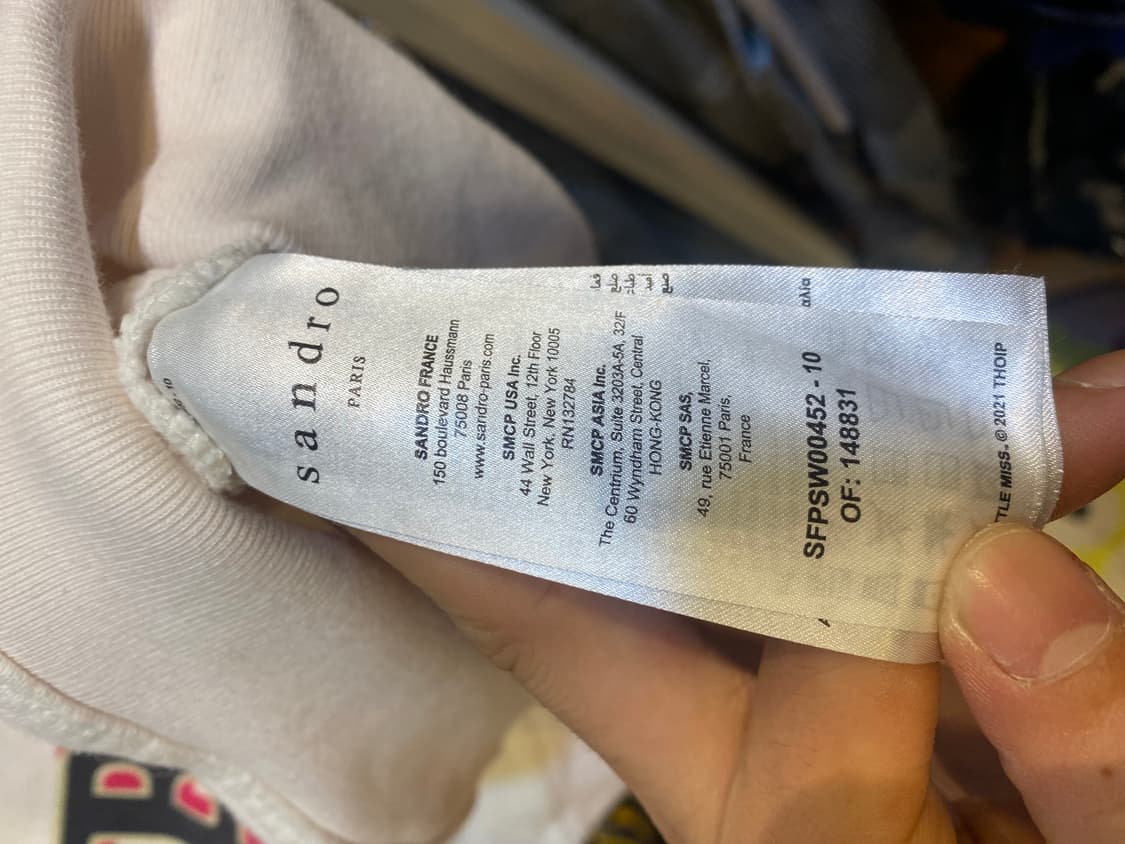 sandro
PARIS
SANDRO FRANCE
150 boulevard Haussmann
75008 Paris
www.sandro-paris.com
SMCP USA Inc.
44 Wall Street, 12th Floor
New York, New York 10005
RN132784
SMCP ASIA Inc.
The Centrium, Suite 3203A-5A, 32/F
60 Wyndham Street, Central
HONG-KONG
SMCP SAS,
49, rue Etienne Marcel,
75001 Paris,
France
SFPSW00452 - 10
OF: 148831
TLE MISS. © 2021 THOIP